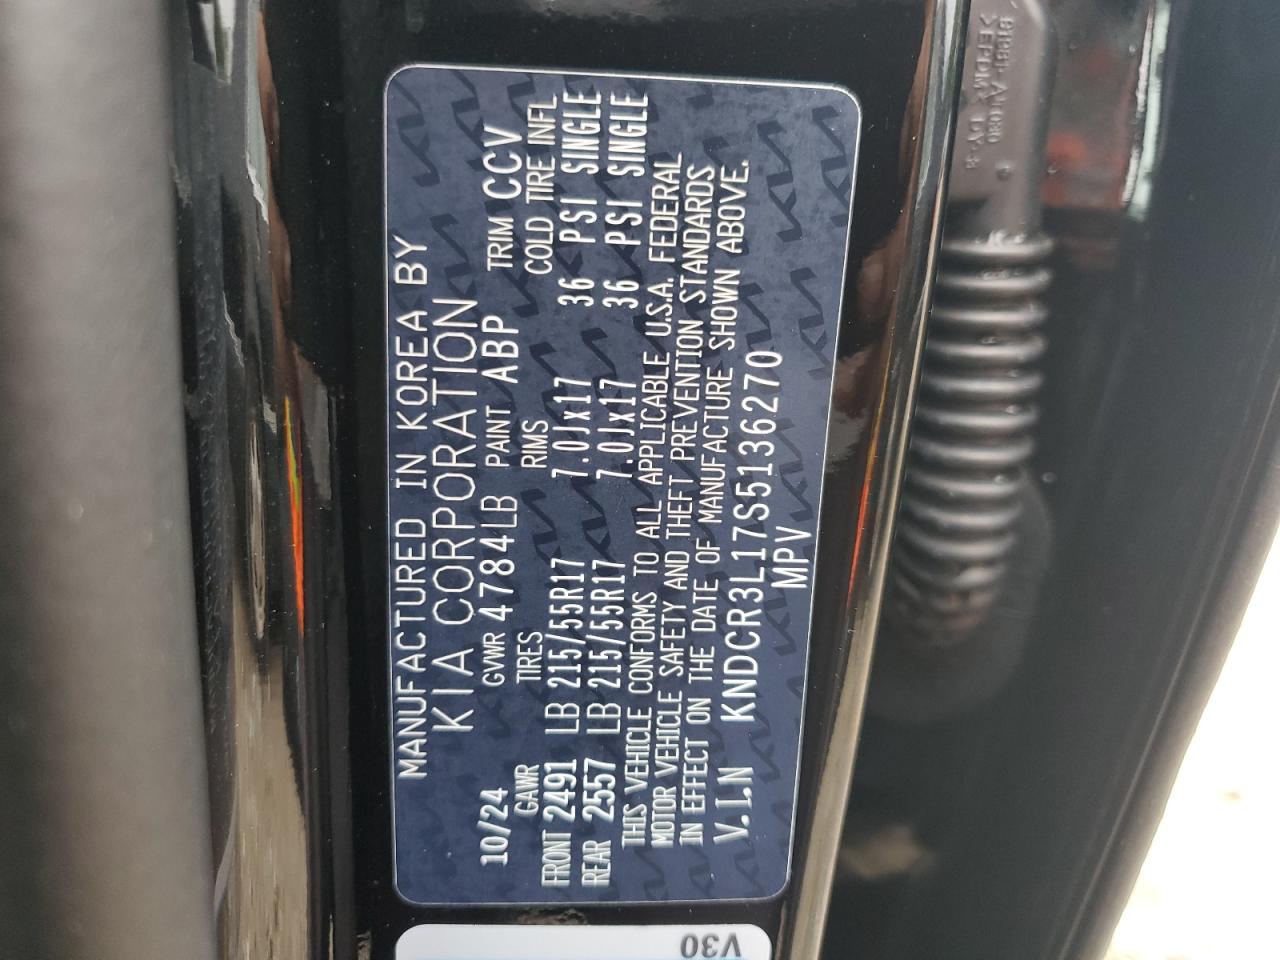 MANUFACTURED IN KOREA BY
KIA CORPORATION
10/24 GVWR 4784LB PAINT ABP TRIM CCV
GAWR TIRES RIMS COLD TIRE INFL
FRONT 2491 LB 215/55R17 7.0Jx17 36 PSI SINGLE
REAR 2557 LB 215/55R17 7.0Jx17 36 PSI SINGLE
THIS VEHICLE CONFORMS TO ALL APPLICABLE U.S.A. FEDERAL
MOTOR VEHICLE SAFETY AND THEFT PREVENTION STANDARDS
IN EFFECT ON THE DATE OF MANUFACTURE SHOWN ABOVE.
V.I.N KNDCR3L17S5136270
MPV
V30
>EPDM< DY-3